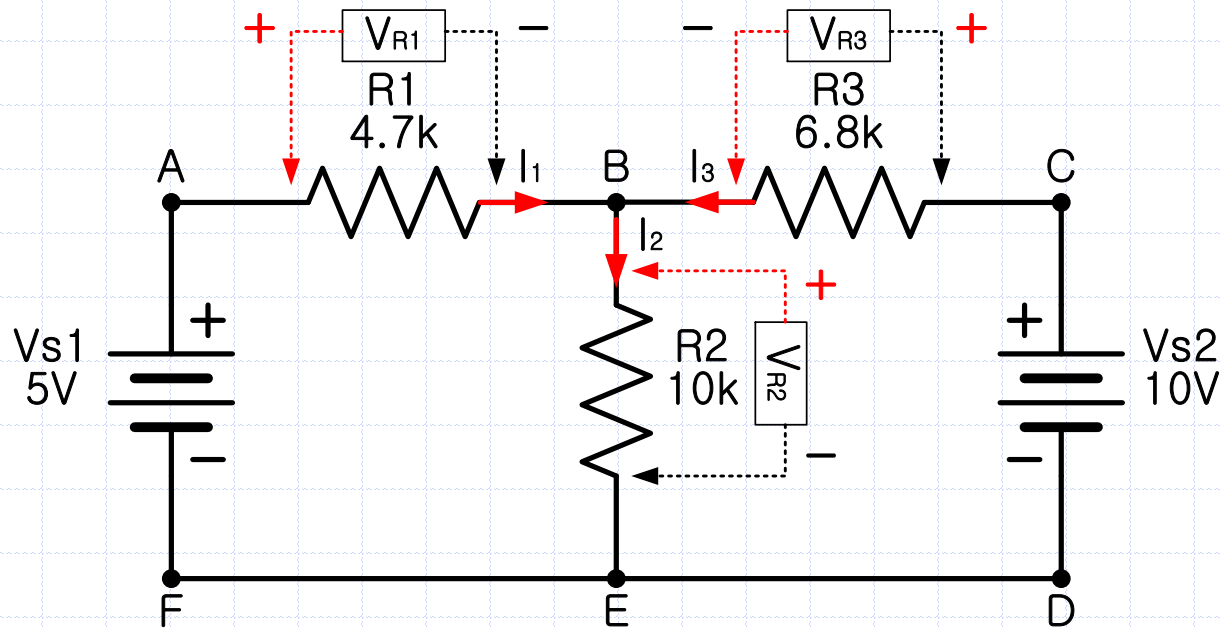 + VR1 − − VR3 +
R1 R3
4.7k 6.8k
A I1 B I3 C
I2
+
+ +
Vs1 R2 VR2 Vs2
5V 10k 10V
− − −
F E D